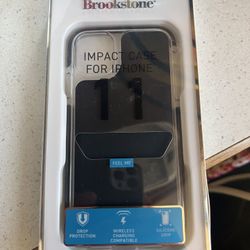 Brookstone
IMPACT CASE
FOR IPHONE
11
FEEL ME
DROP PROTECTION
WIRELESS CHARGING COMPATIBLE
SILICONE GRIP